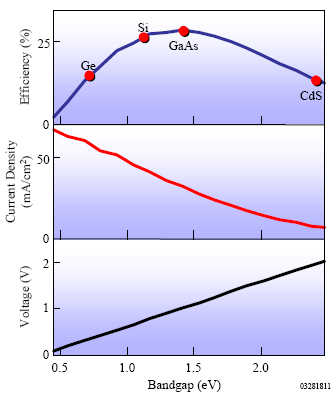 Efficiency (%)
25
0
Ge
Si
GaAs
CdS
Current Density
(mA/cm²)
50
0
Voltage (V)
2
1
0
0.5
1.0
1.5
2.0
Bandgap (eV)
03281811